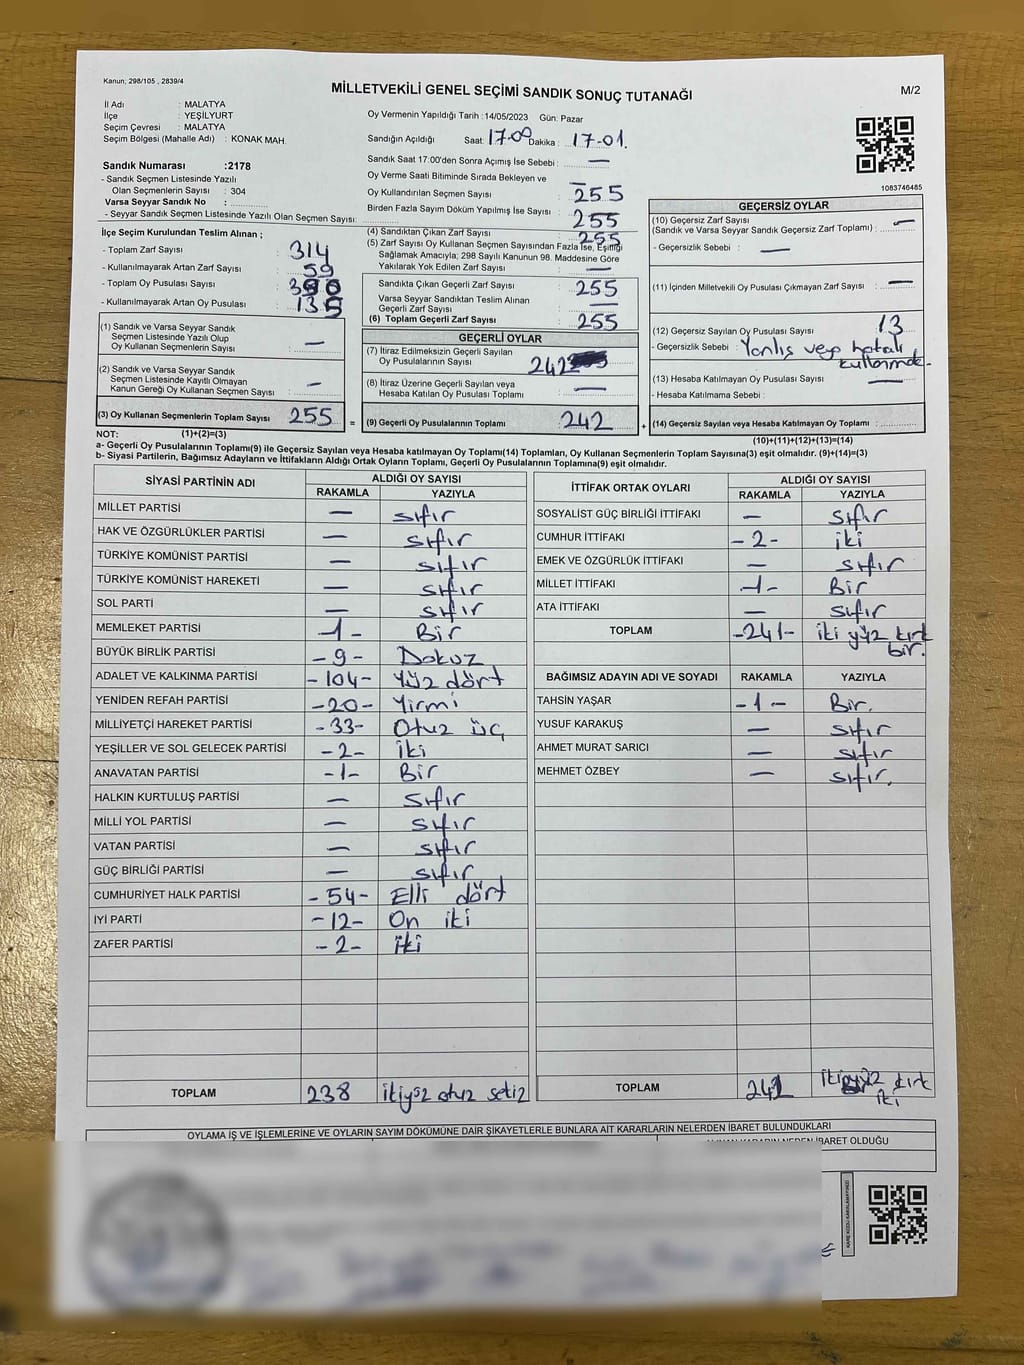 Kanun; 298/105 , 2839/4
MİLLETVEKİLİ GENEL SEÇİMİ SANDIK SONUÇ TUTANAĞI
M/2
İl Adı : MALATYA
İlçe : YEŞİLYURT
Seçim Çevresi : MALATYA
Seçim Bölgesi (Mahalle Adı) : KONAK MAH.
Oy Vermenin Yapıldığı Tarih : 14/05/2023 Gün: Pazar
Sandığın Açıldığı Saat: 17.00 Dakika : 17-01.
Sandık Saat 17:00'den Sonra Açımış İse Sebebi : —
1083746485
Sandık Numarası :2178
- Sandık Seçmen Listesinde Yazılı
Olan Seçmenlerin Sayısı : 304
Varsa Seyyar Sandık No :
- Seyyar Sandık Seçmen Listesinde Yazılı Olan Seçmen Sayısı:
Oy Verme Saati Bitiminde Sırada Bekleyen ve
Oy Kullandırılan Seçmen Sayısı : 255
Birden Fazla Sayım Döküm Yapılmış İse Sayısı : 255
İlçe Seçim Kurulundan Teslim Alınan ;
- Toplam Zarf Sayısı : 314
- Kullanılmayarak Artan Zarf Sayısı : 59
- Toplam Oy Pusulası Sayısı :
- Kullanılmayarak Artan Oy Pusulası :
(4) Sandıktan Çıkan Zarf Sayısı : 255
(5) Zarf Sayısı Oy Kullanan Seçmen Sayısından Fazla İse, Eşitliği
Sağlamak Amacıyla; 298 Sayılı Kanunun 98. Maddesine Göre
Yakılarak Yok Edilen Zarf Sayısı : —
Sandıkta Çıkan Geçerli Zarf Sayısı : 255
Varsa Seyyar Sandıktan Teslim Alınan
Geçerli Zarf Sayısı : —
(6) Toplam Geçerli Zarf Sayısı : 255
GEÇERSİZ OYLAR
(10) Geçersiz Zarf Sayısı
(Sandık ve Varsa Seyyar Sandık Geçersiz Zarf Toplamı) : —
- Geçersizlik Sebebi : —
(11) İçinden Milletvekili Oy Pusulası Çıkmayan Zarf Sayısı : —
(12) Geçersiz Sayılan Oy Pusulası Sayısı : 13
- Geçersizlik Sebebi : Yanlış veya hatalı
kullanmak.
(13) Hesaba Katılmayan Oy Pusulası Sayısı : —
- Hesaba Katılmama Sebebi :
(14) Geçersiz Sayılan veya Hesaba Katılmayan Oy Toplamı :
(10)+(11)+(12)+(13)=(14)
(1) Sandık ve Varsa Seyyar Sandık
Seçmen Listesinde Yazılı Olup
Oy Kullanan Seçmenlerin Sayısı : —
(2) Sandık ve Varsa Seyyar Sandık
Seçmen Listesinde Kayıtlı Olmayan
Kanun Gereği Oy Kullanan Seçmen Sayısı : —
(3) Oy Kullanan Seçmenlerin Toplam Sayısı : 255 =
(1)+(2)=(3)
GEÇERLİ OYLAR
(7) İtiraz Edilmeksizin Geçerli Sayılan
Oy Pusulalarının Sayısı : 242
(8) İtiraz Üzerine Geçerli Sayılan veya
Hesaba Katılan Oy Pusulası Toplamı : —
(9) Geçerli Oy Pusulalarının Toplamı : 242 +
NOT:
a- Geçerli Oy Pusulalarının Toplamı(9) ile Geçersiz Sayılan veya Hesaba katılmayan Oy Toplamı(14) Toplamları, Oy Kullanan Seçmenlerin Toplam Sayısına(3) eşit olmalıdır. (9)+(14)=(3)
b- Siyasi Partilerin, Bağımsız Adayların ve İttifakların Aldığı Ortak Oyların Toplamı, Geçerli Oy Pusulalarının Toplamına(9) eşit olmalıdır.
SİYASİ PARTİNİN ADI ALDIĞI OY SAYISI
RAKAMLA YAZIYLA
MİLLET PARTİSİ — sıfır
HAK VE ÖZGÜRLÜKLER PARTİSİ — sıfır
TÜRKİYE KOMÜNİST PARTİSİ — sıfır
TÜRKİYE KOMÜNİST HAREKETİ — sıfır
SOL PARTİ — sıfır
MEMLEKET PARTİSİ -1- Bir
BÜYÜK BİRLİK PARTİSİ -9- Dokuz
ADALET VE KALKINMA PARTİSİ -104- Yüz dört
YENİDEN REFAH PARTİSİ -20- Yirmi
MİLLİYETÇİ HAREKET PARTİSİ -33- Otuz üç
YEŞİLLER VE SOL GELECEK PARTİSİ -2- İki
ANAVATAN PARTİSİ -1- Bir
HALKIN KURTULUŞ PARTİSİ — sıfır
MİLLİ YOL PARTİSİ — sıfır
VATAN PARTİSİ — sıfır
GÜÇ BİRLİĞİ PARTİSİ — sıfır
CUMHURİYET HALK PARTİSİ -54- Elli dört
İYİ PARTİ -12- On iki
ZAFER PARTİSİ -2- iki
TOPLAM 238 ikiyüz otuz sekiz
İTTİFAK ORTAK OYLARI ALDIĞI OY SAYISI
RAKAMLA YAZIYLA
SOSYALİST GÜÇ BİRLİĞİ İTTİFAKI — sıfır
CUMHUR İTTİFAKI -2- iki
EMEK VE ÖZGÜRLÜK İTTİFAKI — sıfır
MİLLET İTTİFAKI -1- Bir
ATA İTTİFAKI — sıfır
TOPLAM -241- iki yüz kırk
bir.
BAĞIMSIZ ADAYIN ADI VE SOYADI RAKAMLA YAZIYLA
TAHSİN YAŞAR -1- Bir.
YUSUF KARAKUŞ — sıfır
AHMET MURAT SARICI — sıfır
MEHMET ÖZBEY — sıfır.
TOPLAM 242 ikiyüz kırk
iki
OYLAMA İŞ VE İŞLEMLERİNE VE OYLARIN SAYIM DÖKÜMÜNE DAİR ŞİKAYETLERLE BUNLARA AİT KARARLARIN NELERDEN İBARET BULUNDUKLARI